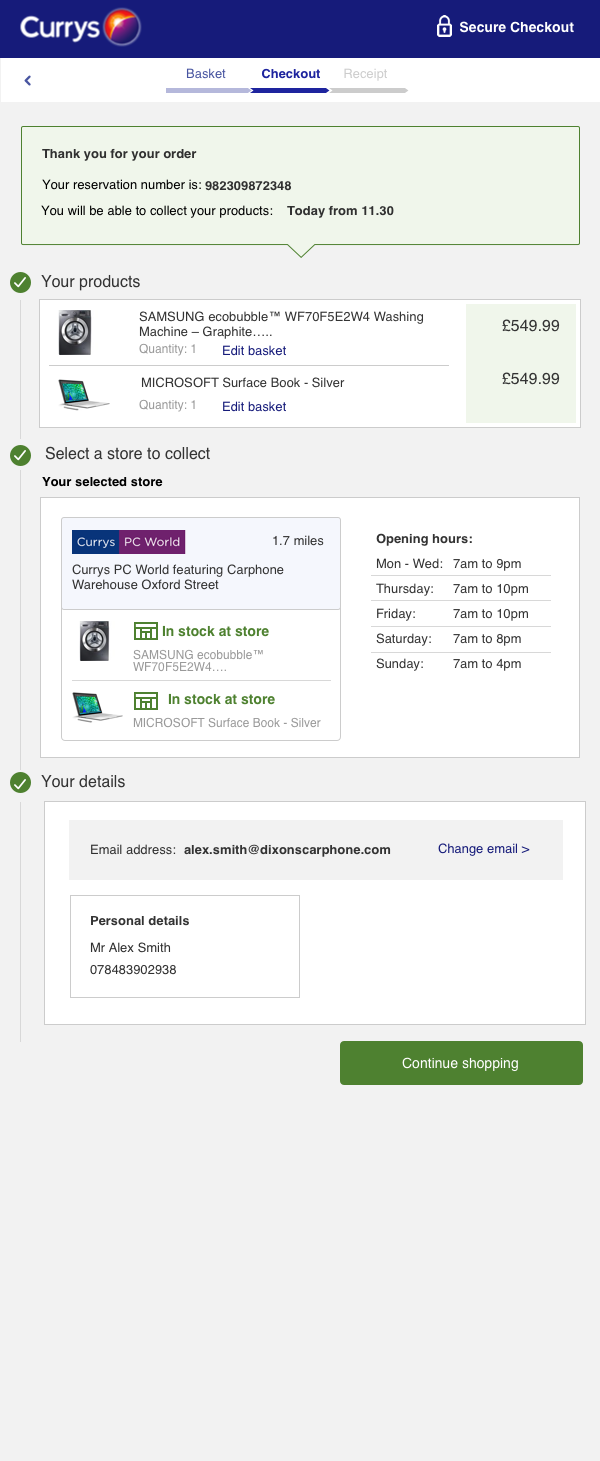 Currys
Secure Checkout
Basket
Checkout
Receipt
Thank you for your order
Your reservation number is: 982309872348
You will be able to collect your products: Today from 11.30
Your products
SAMSUNG ecobubble™ WF70F5E2W4 Washing
Machine – Graphite…..
Quantity: 1 Edit basket
£549.99
MICROSOFT Surface Book - Silver
Quantity: 1 Edit basket
£549.99
Select a store to collect
Your selected store
Currys PC World
1.7 miles
Currys PC World featuring Carphone
Warehouse Oxford Street
In stock at store
SAMSUNG ecobubble™
WF70F5E2W4….
In stock at store
MICROSOFT Surface Book - Silver
Opening hours:
Mon - Wed: 7am to 9pm
Thursday: 7am to 10pm
Friday: 7am to 10pm
Saturday: 7am to 8pm
Sunday: 7am to 4pm
Your details
Email address: alex.smith@dixonscarphone.com
Change email >
Personal details
Mr Alex Smith
078483902938
Continue shopping